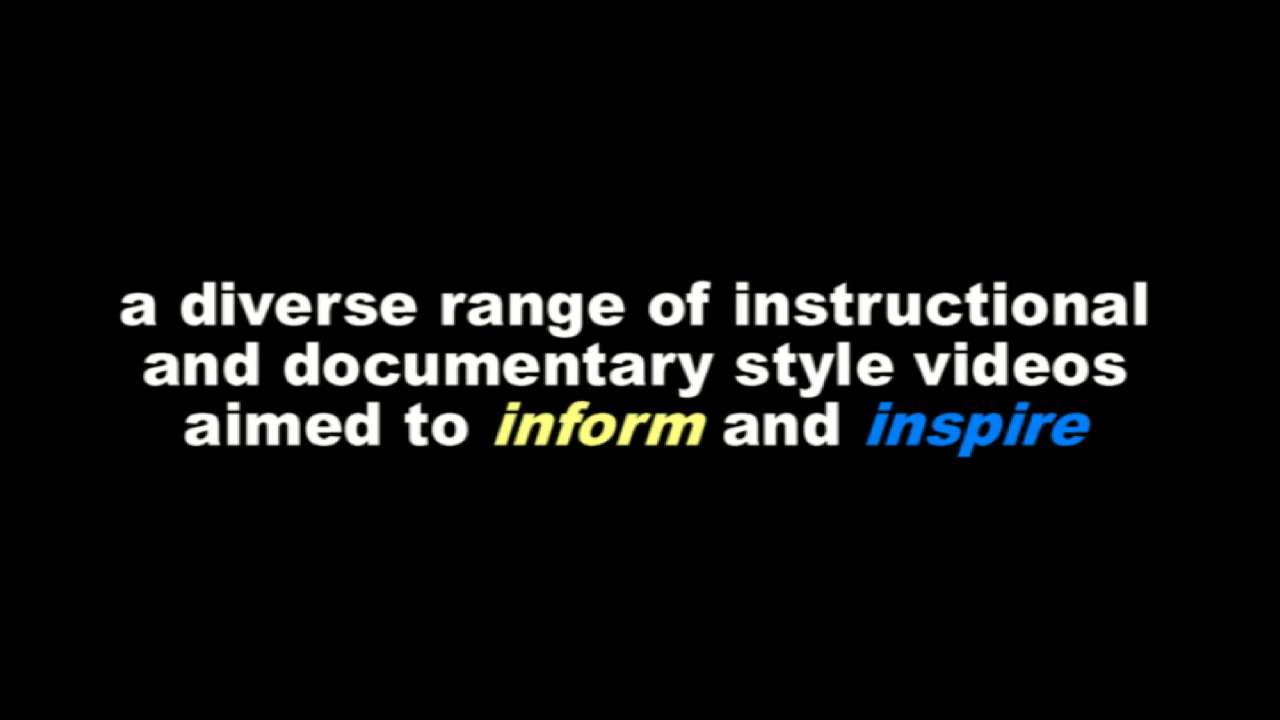 a diverse range of instructional
and documentary style videos
aimed to inform and inspire